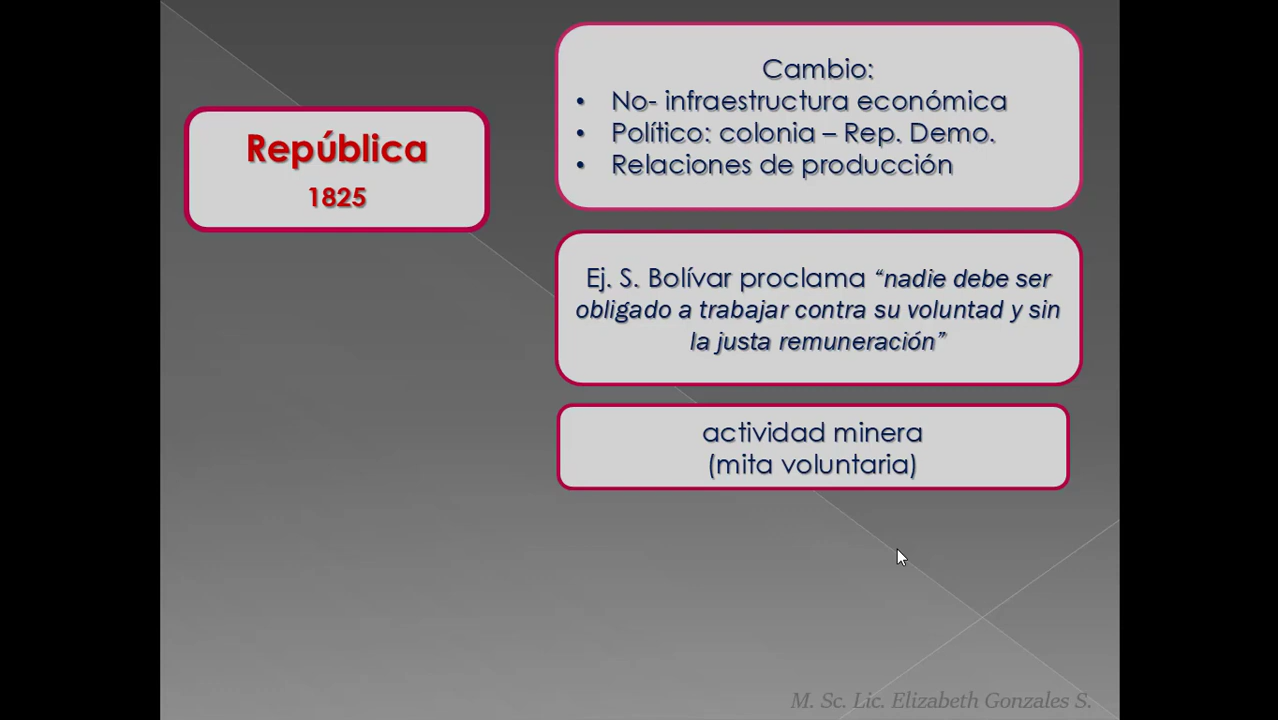 República
1825
Cambio:
• No- infraestructura económica
• Político: colonia – Rep. Demo.
• Relaciones de producción
Ej. S. Bolívar proclama “nadie debe ser
obligado a trabajar contra su voluntad y sin
la justa remuneración”
actividad minera
(mita voluntaria)
M. Sc. Lic. Elizabeth Gonzales S.